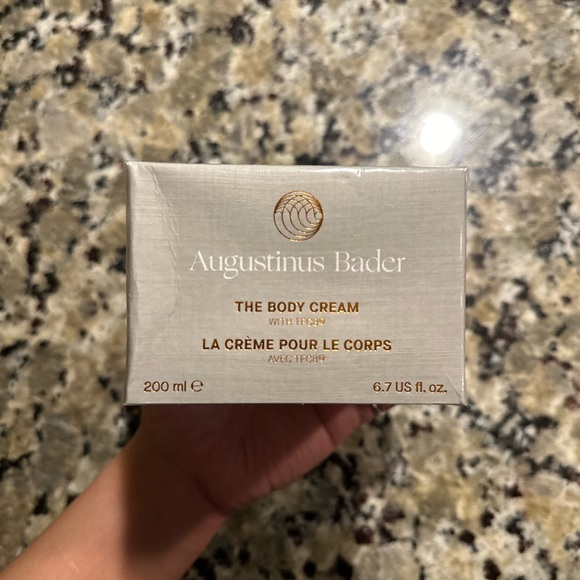 Augustinus Bader
THE BODY CREAM
WITH TFC8®
LA CRÈME POUR LE CORPS
AVEC TFC8®
200 ml ℮
6.7 US fl. oz.